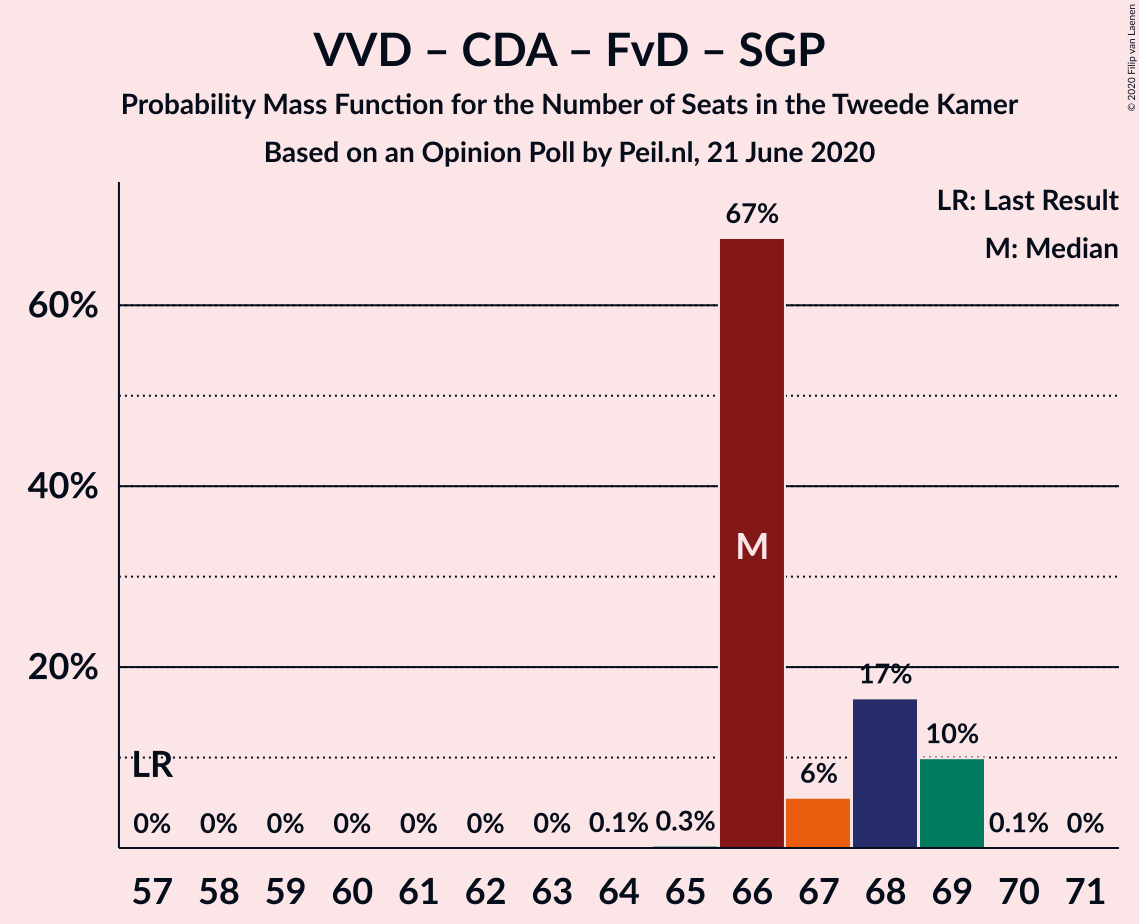 VVD – CDA – FvD – SGP
Probability Mass Function for the Number of Seats in the Tweede Kamer
Based on an Opinion Poll by Peil.nl, 21 June 2020
© 2020 Filip van Laenen
LR: Last Result
M: Median
67%
60%
40%
M
20%
17%
10%
LR
6%
0% 0% 0% 0% 0% 0% 0% 0.1% 0.3% 0.1% 0%
57 58 59 60 61 62 63 64 65 66 67 68 69 70 71